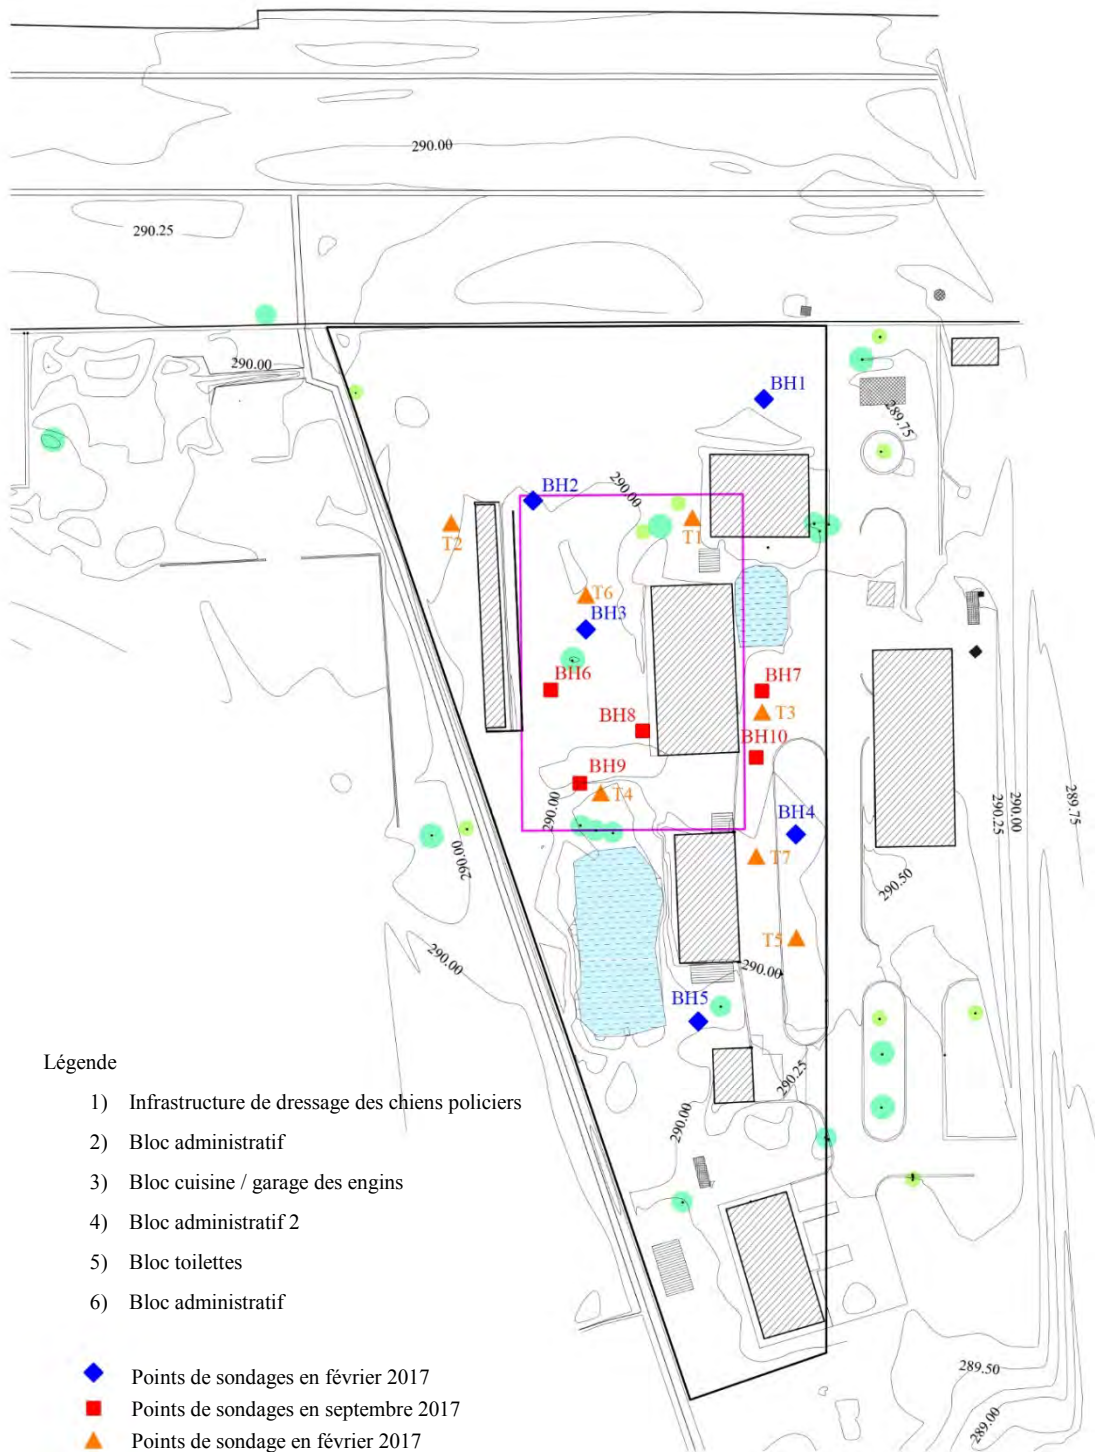 290.00
290.25
290.00
289.75
BH1
BH2
290.00
T2
T1
T6
BH3
BH6
BH7
T3
BH8
BH10
BH9
T4
290.00
BH4
290.00
T7
290.50
290.25
290.00
289.75
T5
290.00
290.00
BH5
290.25
290.00
Légende
1) Infrastructure de dressage des chiens policiers
2) Bloc administratif
3) Bloc cuisine / garage des engins
4) Bloc administratif 2
5) Bloc toilettes
6) Bloc administratif
Points de sondages en février 2017
Points de sondages en septembre 2017
Points de sondage en février 2017
289.50
289.00